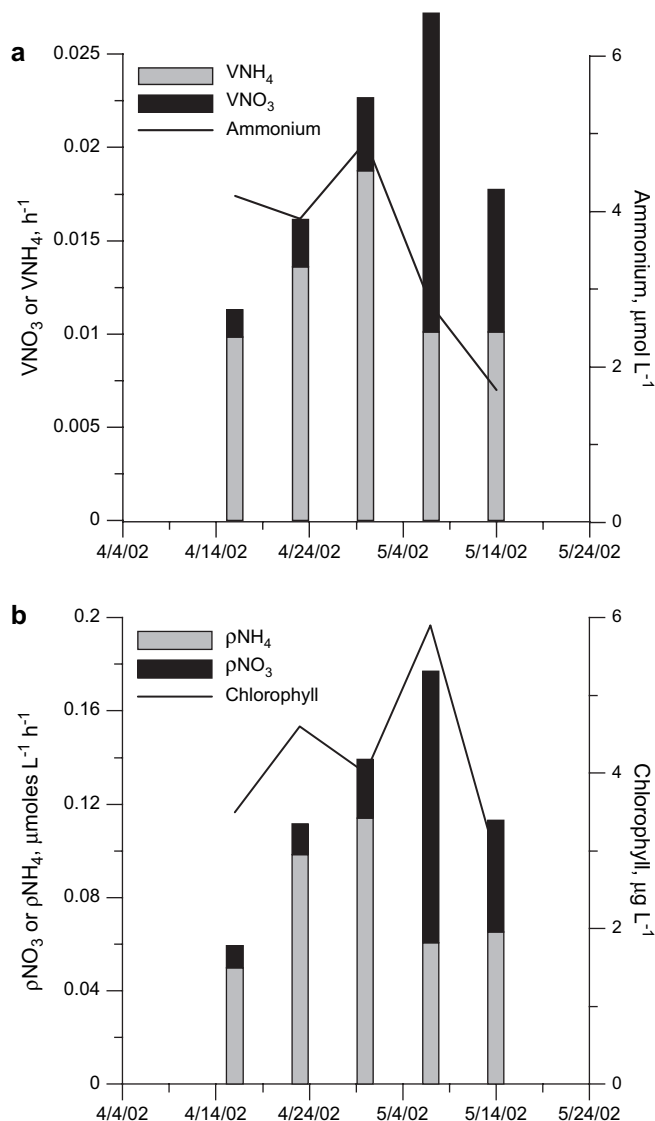 a
VNH₄
VNO₃
Ammonium
0.025
0.02
0.015
0.01
0.005
0
VNO₃ or VNH₄, h⁻¹
6
4
2
0
Ammonium, μmol L⁻¹
4/4/02 4/14/02 4/24/02 5/4/02 5/14/02 5/24/02
b
ρNH₄
ρNO₃
Chlorophyll
0.2
0.16
0.12
0.08
0.04
0
ρNO₃ or ρNH₄, μmoles L⁻¹ h⁻¹
6
4
2
0
Chlorophyll, μg L⁻¹
4/4/02 4/14/02 4/24/02 5/4/02 5/14/02 5/24/02